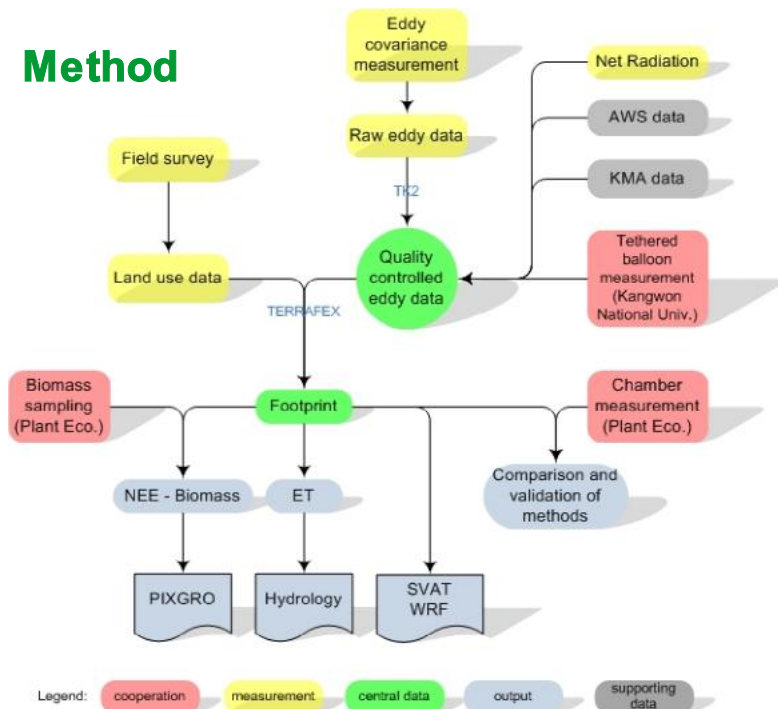 Method
Eddy
covariance
measurement
Net Radiation
AWS data
Raw eddy data
Field survey
KMA data
TK2
Tethered
balloon
measurement
(Kangwon
National Univ.)
Quality
controlled
eddy data
Land use data
TERRAFEX
Biomass
sampling
(Plant Eco.)
Footprint
Chamber
measurement
(Plant Eco.)
NEE - Biomass
ET
Comparison and
validation of
methods
PIXGRO
Hydrology
SVAT
WRF
Legend:
cooperation
measurement
central data
output
supporting
data